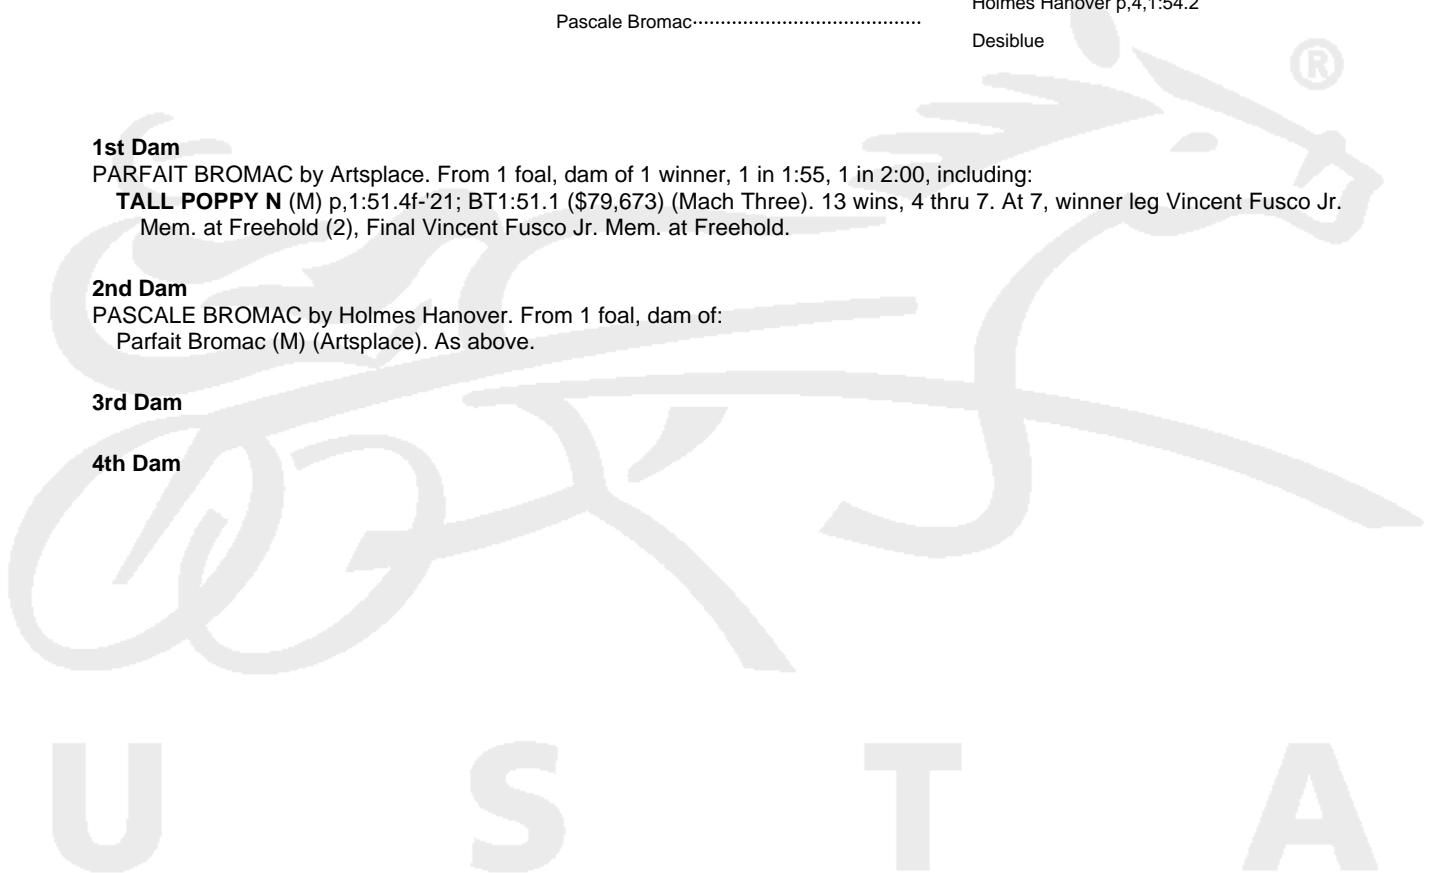 Holmes Hanover p,4,1:54.2
Pascale Bromac
Desiblue
®
1st Dam
PARFAIT BROMAC by Artsplace. From 1 foal, dam of 1 winner, 1 in 1:55, 1 in 2:00, including:
TALL POPPY N (M) p,1:51.4f-'21; BT1:51.1 ($79,673) (Mach Three). 13 wins, 4 thru 7. At 7, winner leg Vincent Fusco Jr.
Mem. at Freehold (2), Final Vincent Fusco Jr. Mem. at Freehold.
2nd Dam
PASCALE BROMAC by Holmes Hanover. From 1 foal, dam of:
Parfait Bromac (M) (Artsplace). As above.
3rd Dam
4th Dam
U S T A